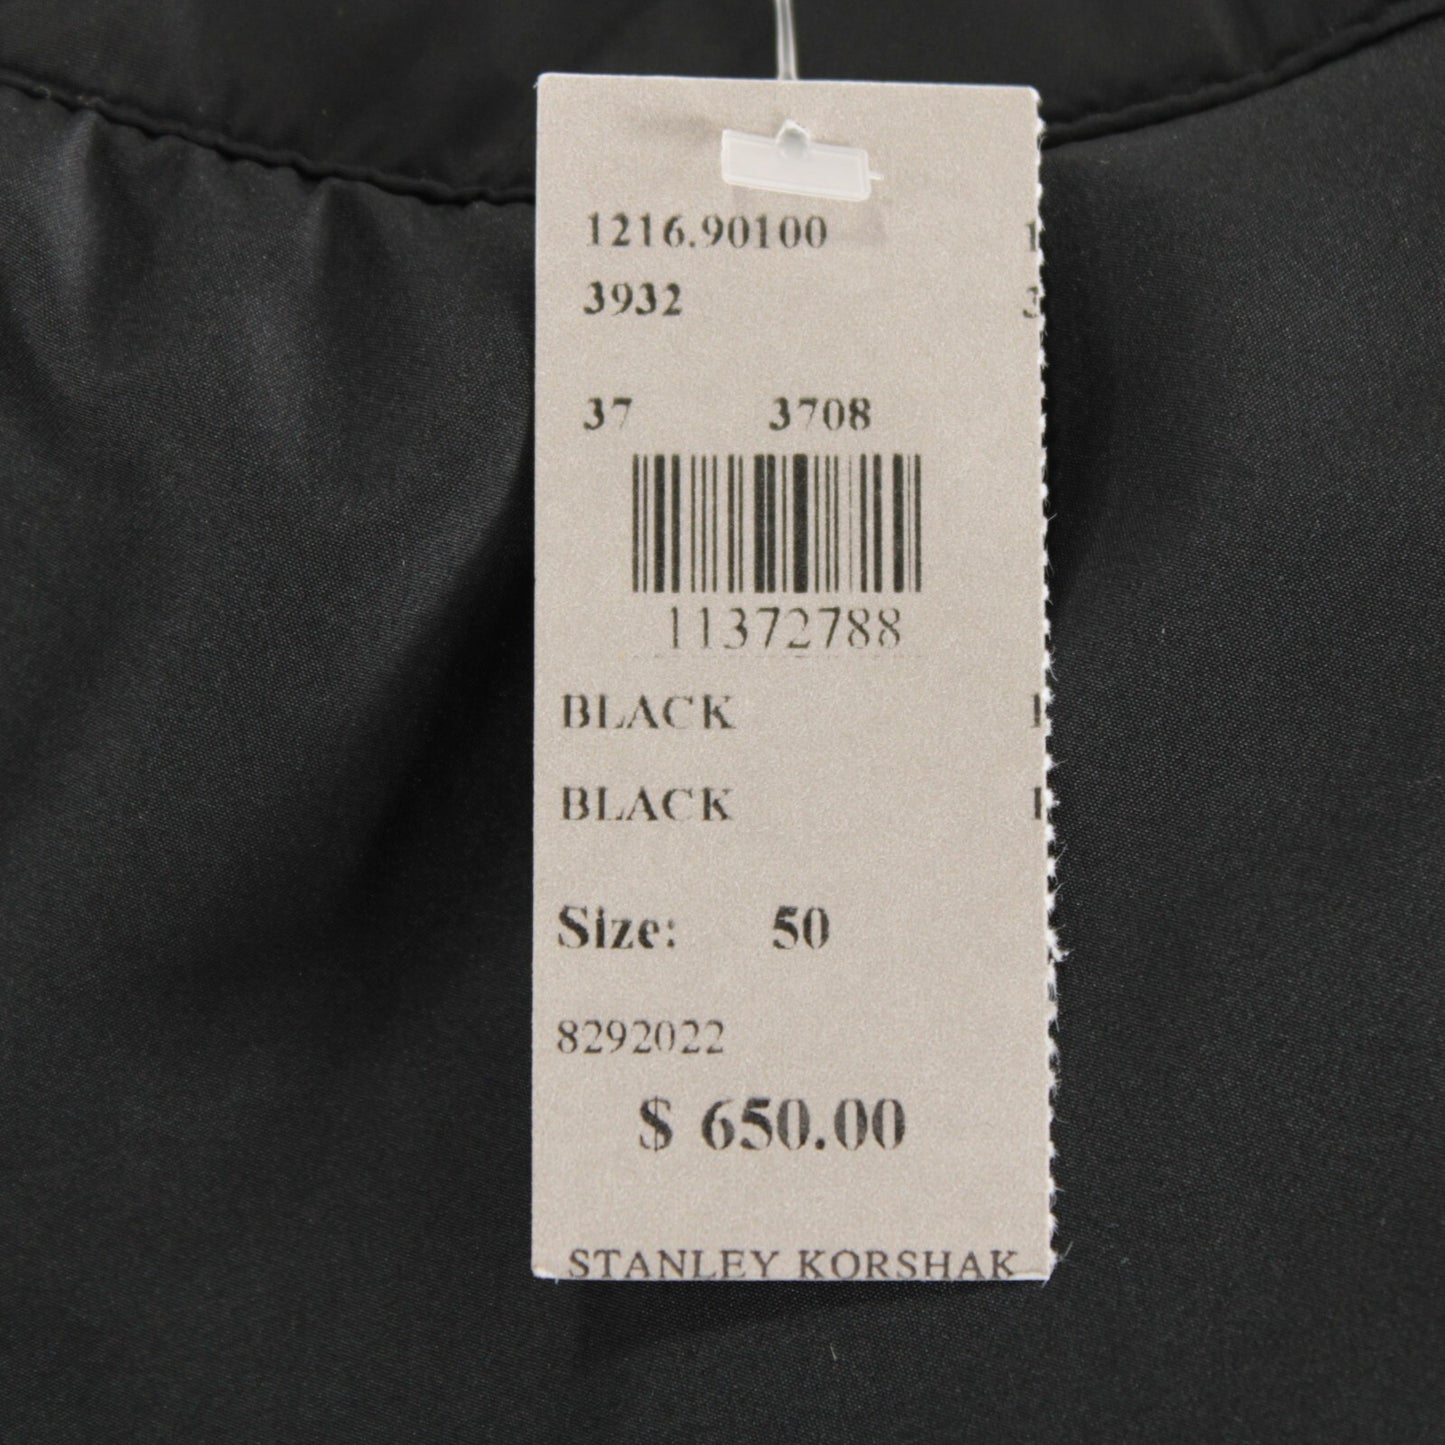 1216.90100
3932
37 3708
11372788
BLACK
BLACK
Size: 50
8292022
$ 650.00
STANLEY KORSHAK